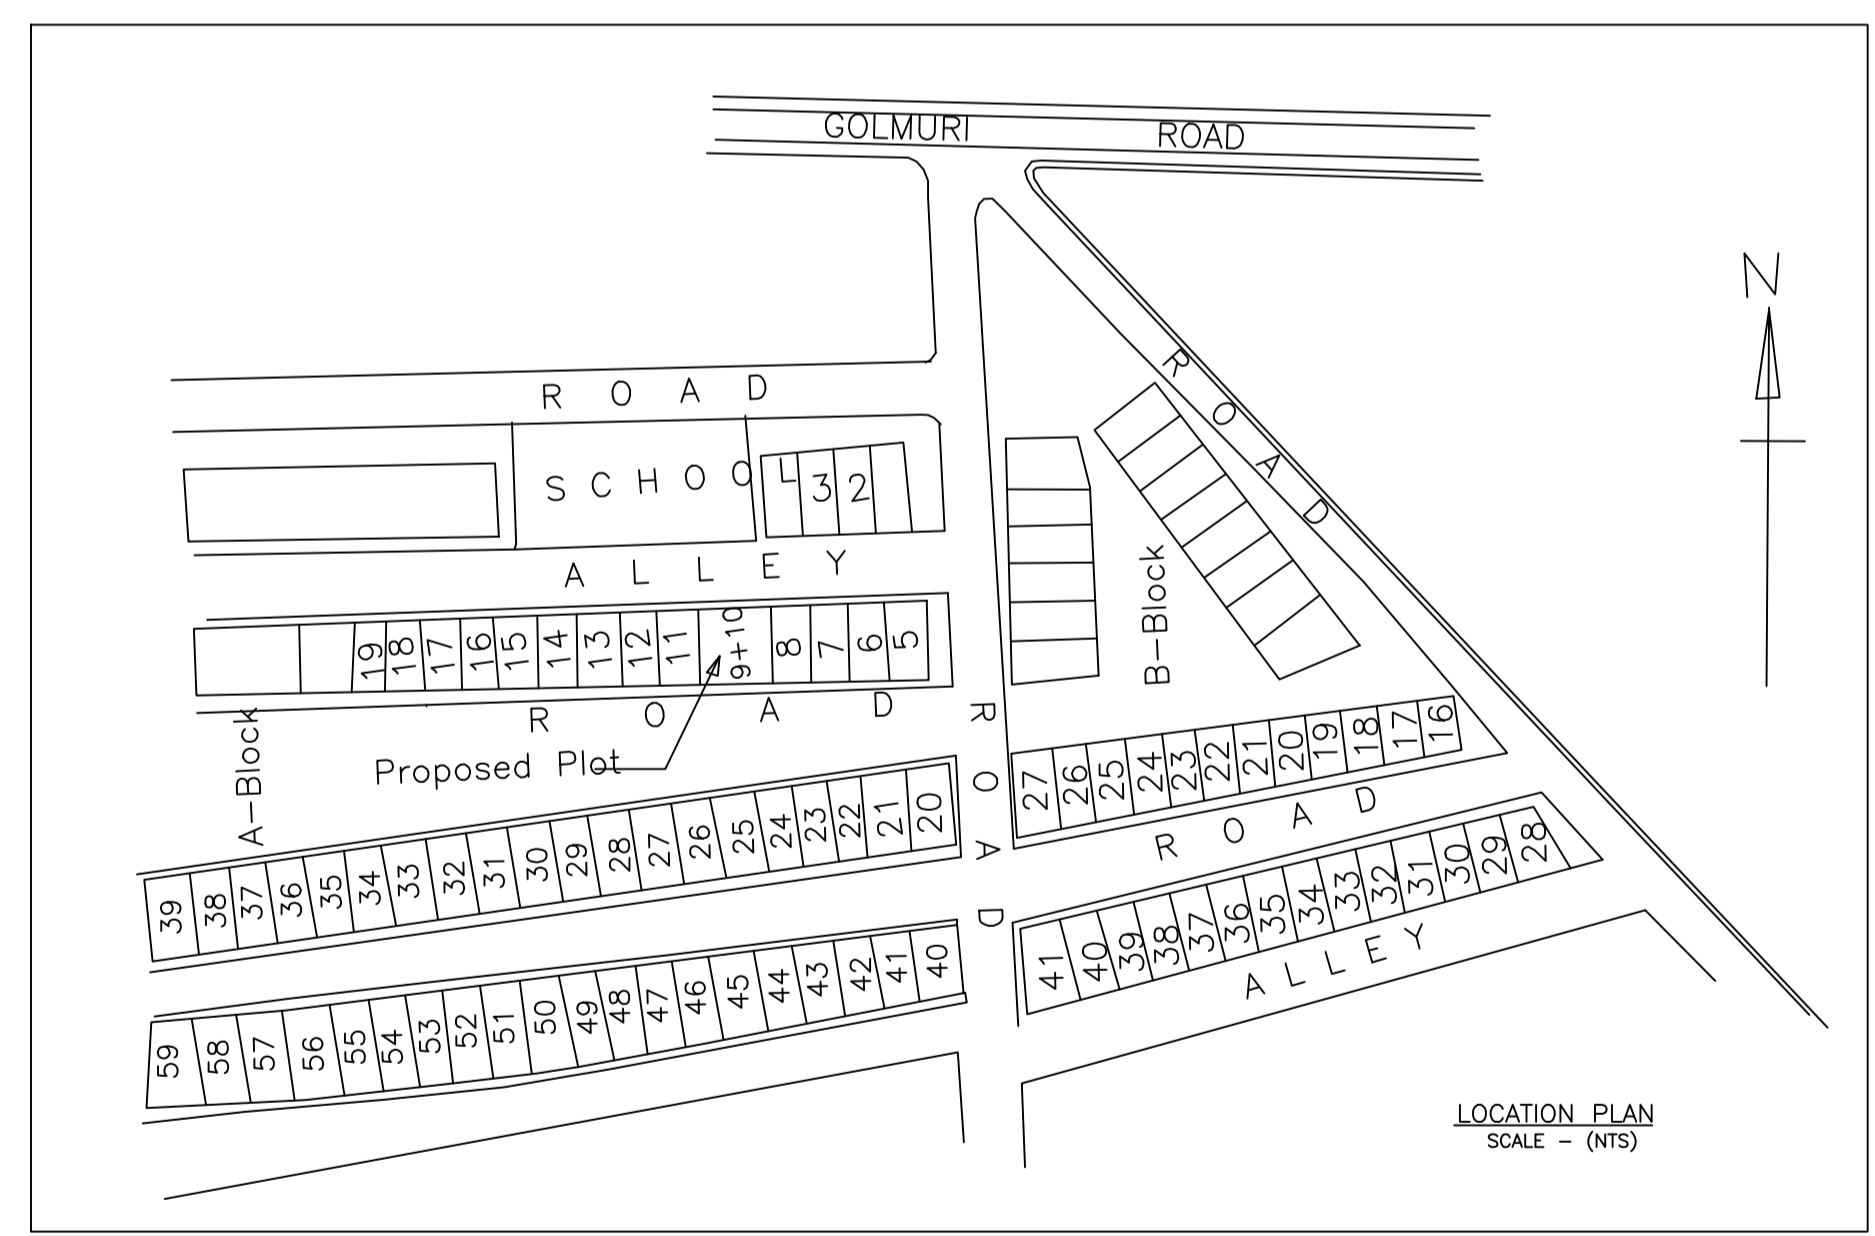 GOLMURI ROAD
N
ROAD
ROAD
SCHOOL 3 2
ALLEY
B-Block
19 18 17 16 15 14 13 12 11 9+10 8 7 6 5
ROAD
ROAD
A-Block
Proposed Plot
27 26 25 24 23 22 21 20 19 18 17 16
ROAD
39 38 37 36 35 34 33 32 31 30 29 28 27 26 25 24 23 22 21 20
41 40 39 38 37 36 35 34 33 32 31 30 29 28
ALLEY
59 58 57 56 55 54 53 52 51 50 49 48 47 46 45 44 43 42 41 40
LOCATION PLAN
SCALE - (NTS)